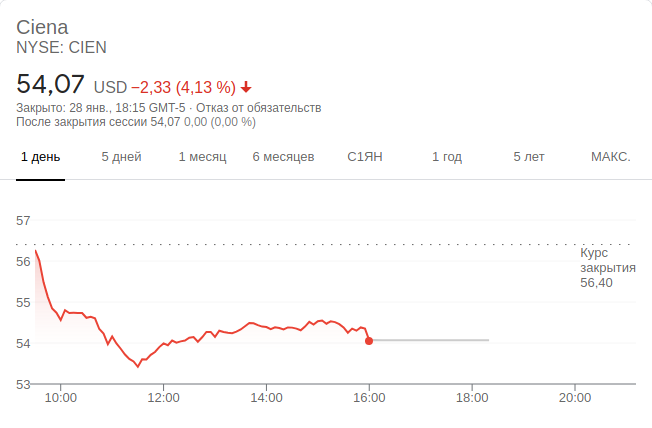 Ciena
NYSE: CIEN
54,07 USD −2,33 (4,13 %)
Закрыто: 28 янв., 18:15 GMT-5 · Отказ от обязательств
После закрытия сессии 54,07 0,00 (0,00 %)
1 день 5 дней 1 месяц 6 месяцев С1ЯН 1 год 5 лет МАКС.
57
Курс
56
закрытия
56,40
55
54
53
10:00 12:00 14:00 16:00 18:00 20:00